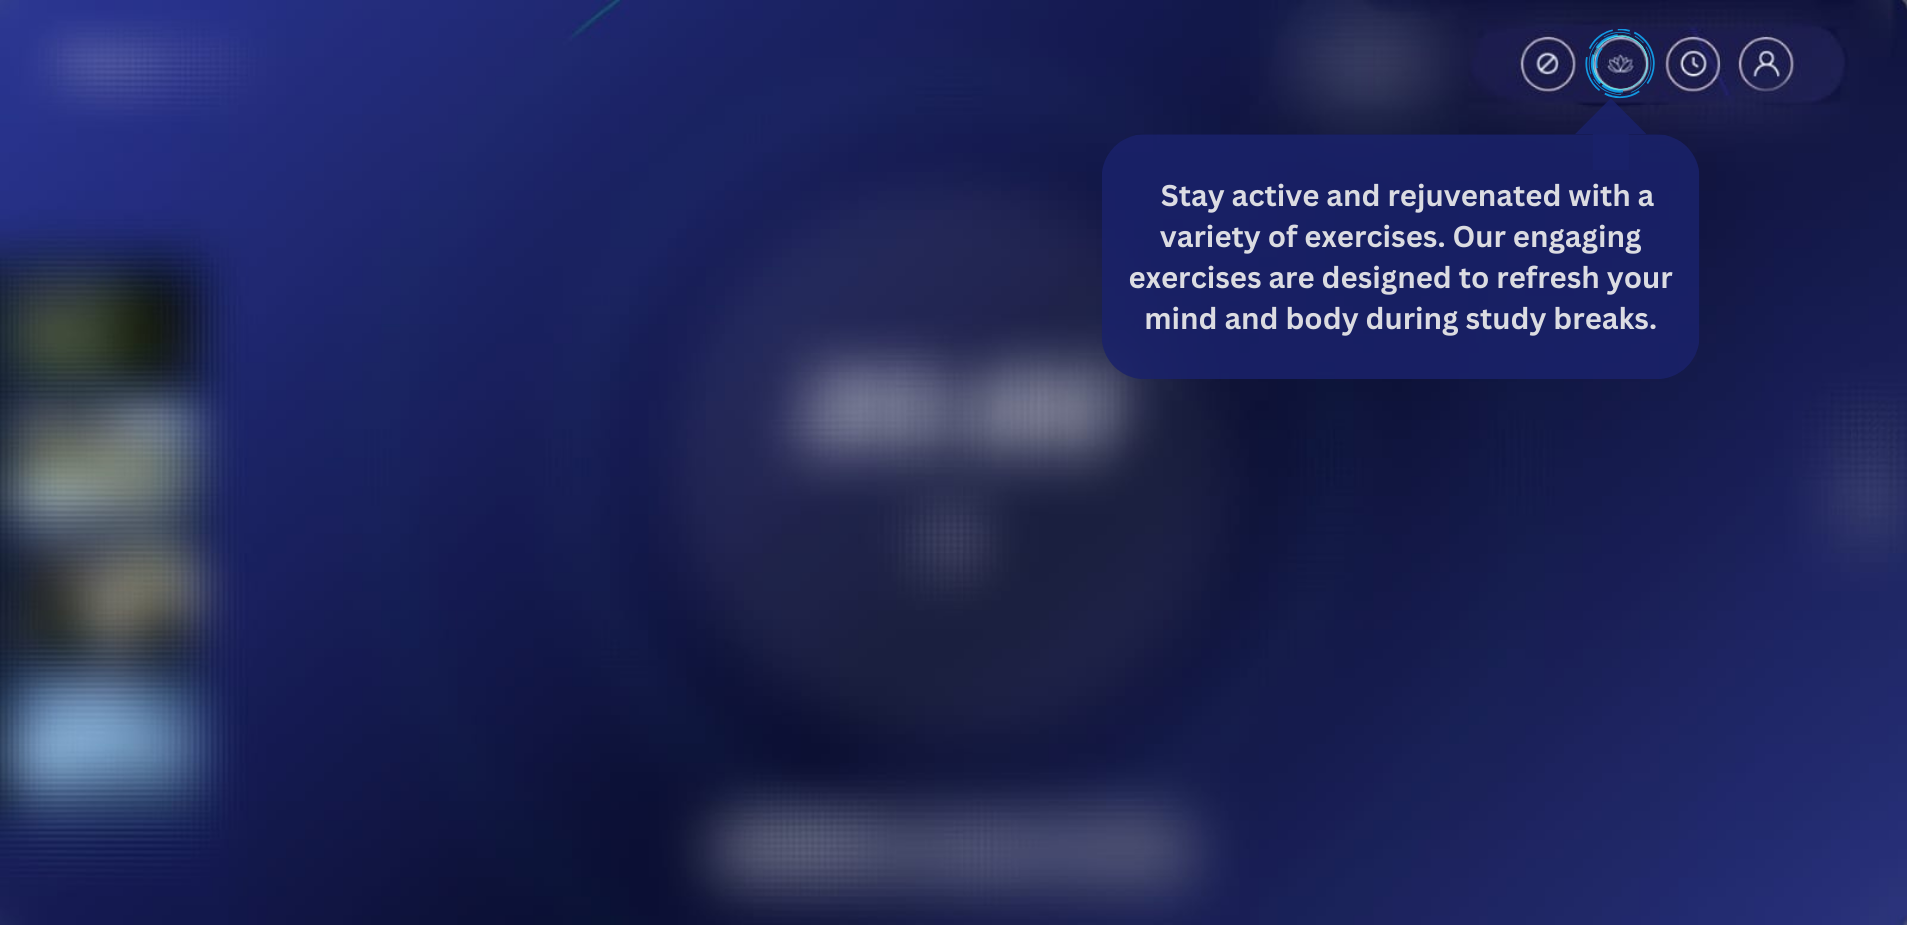 Stay active and rejuvenated with a
variety of exercises. Our engaging
exercises are designed to refresh your
mind and body during study breaks.